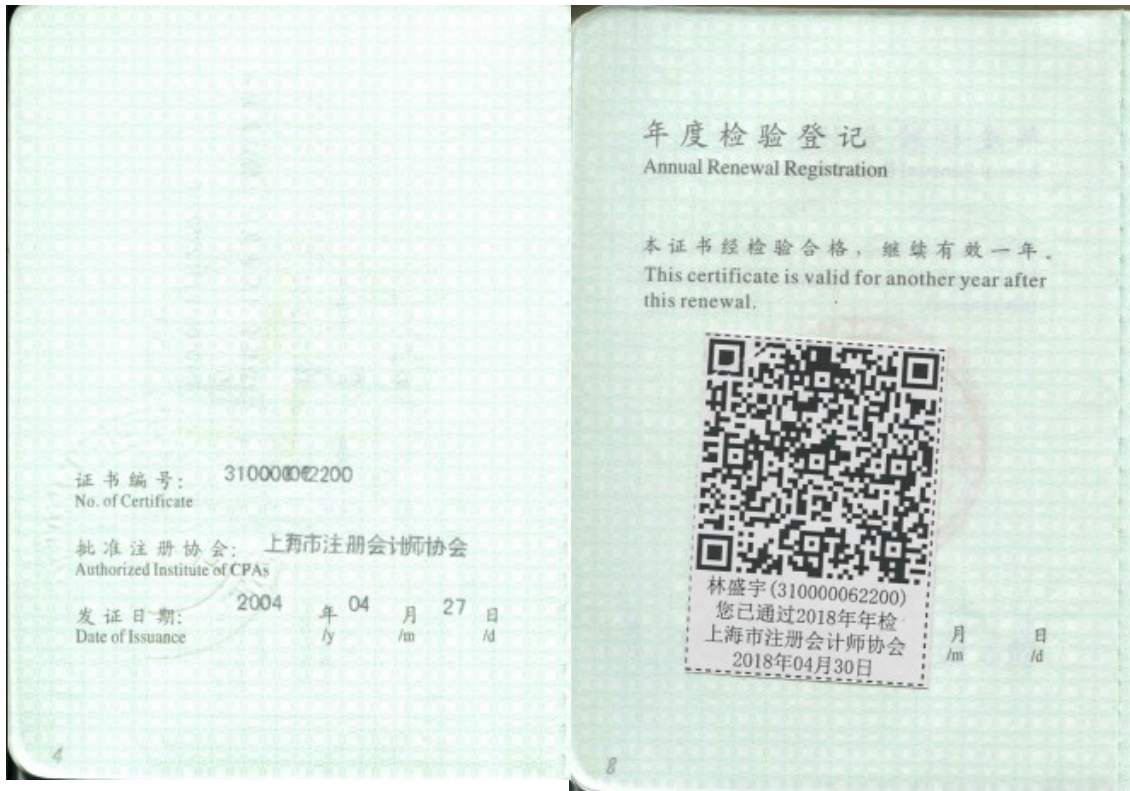 证书编号: 310000062200
No. of Certificate
批准注册协会: 上海市注册会计师协会
Authorized Institute of CPAs
发证日期: 2004 年 04 月 27 日
Date of Issuance /y /m /d
4
年度检验登记
Annual Renewal Registration
本证书经检验合格，继续有效一年。
This certificate is valid for another year after
this renewal.
林盛宇(310000062200)
您已通过2018年年检
上海市注册会计师协会
2018年04月30日
月 日
/m /d
8